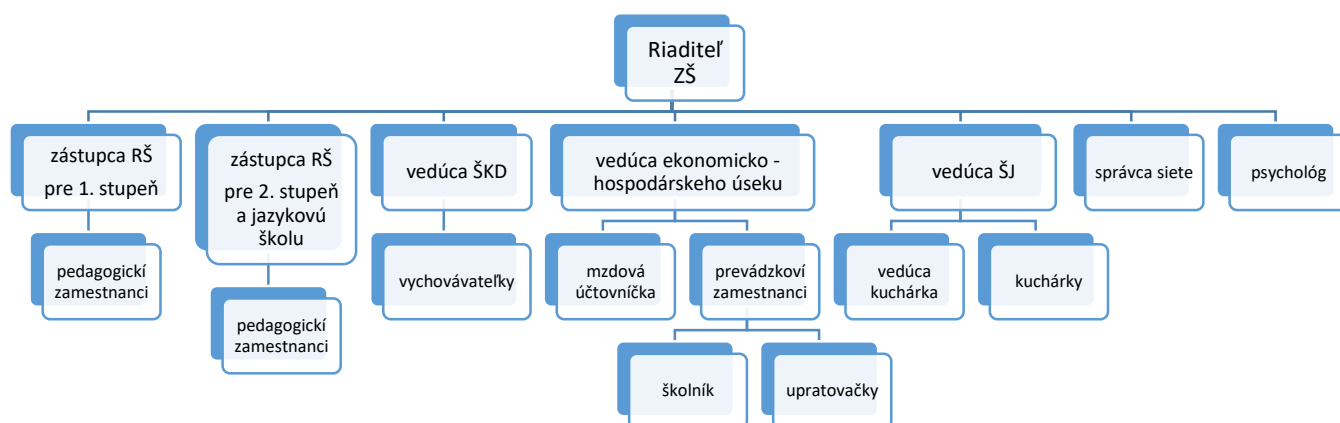 Riaditeľ
ZŠ
zástupca RŠ
pre 1. stupeň
zástupca RŠ
pre 2. stupeň
a jazykovú
školu
vedúca ŠKD
vedúca ekonomicko -
hospodárskeho úseku
vedúca ŠJ
správca siete
psychológ
pedagogickí
zamestnanci
pedagogickí
zamestnanci
vychovávateľky
mzdová
účtovníčka
prevádzkoví
zamestnanci
vedúca
kuchárka
kuchárky
školník
upratovačky